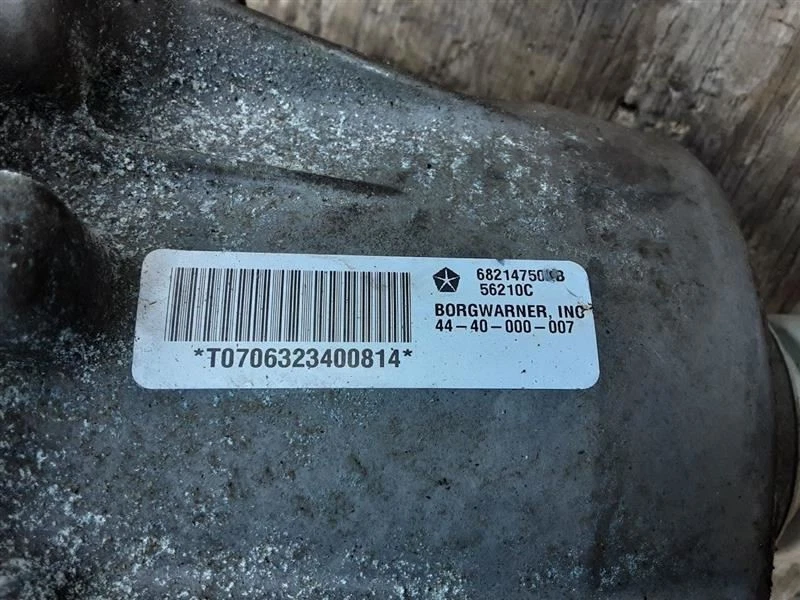 56210C
BORGWARNER, INC
44-40-000-007
*T0706323400814*